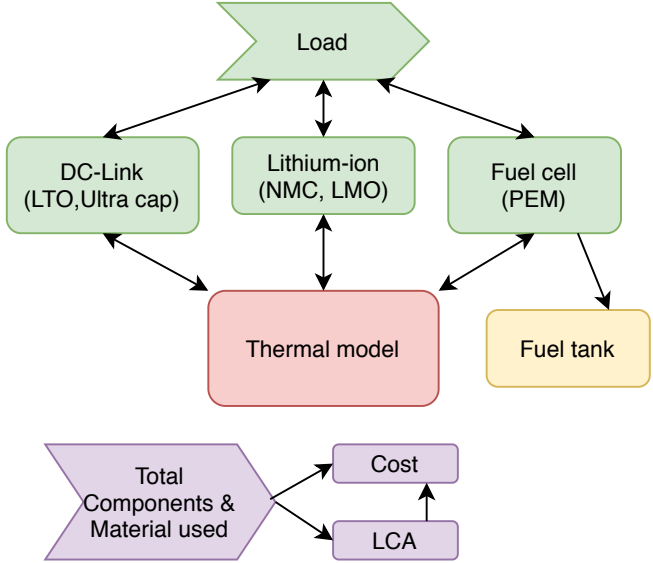 Load
DC-Link
(LTO,Ultra cap)
Lithium-ion
(NMC, LMO)
Fuel cell
(PEM)
Thermal model
Fuel tank
Total
Components &
Material used
Cost
LCA